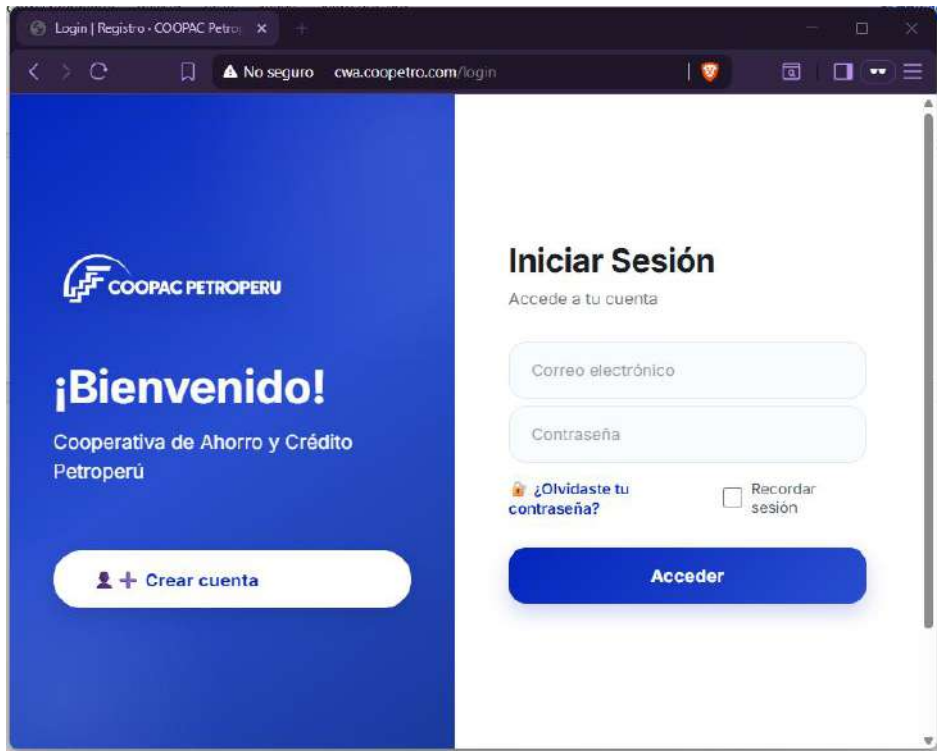 Login | Registro - COOPAC Petro
No seguro cwa.coopetro.com/login
COOPAC PETROPERU
¡Bienvenido!
Cooperativa de Ahorro y Crédito
Petroperú
Crear cuenta
Iniciar Sesión
Accede a tu cuenta
Correo electrónico
Contraseña
¿Olvidaste tu
contraseña?
Recordar
sesión
Acceder